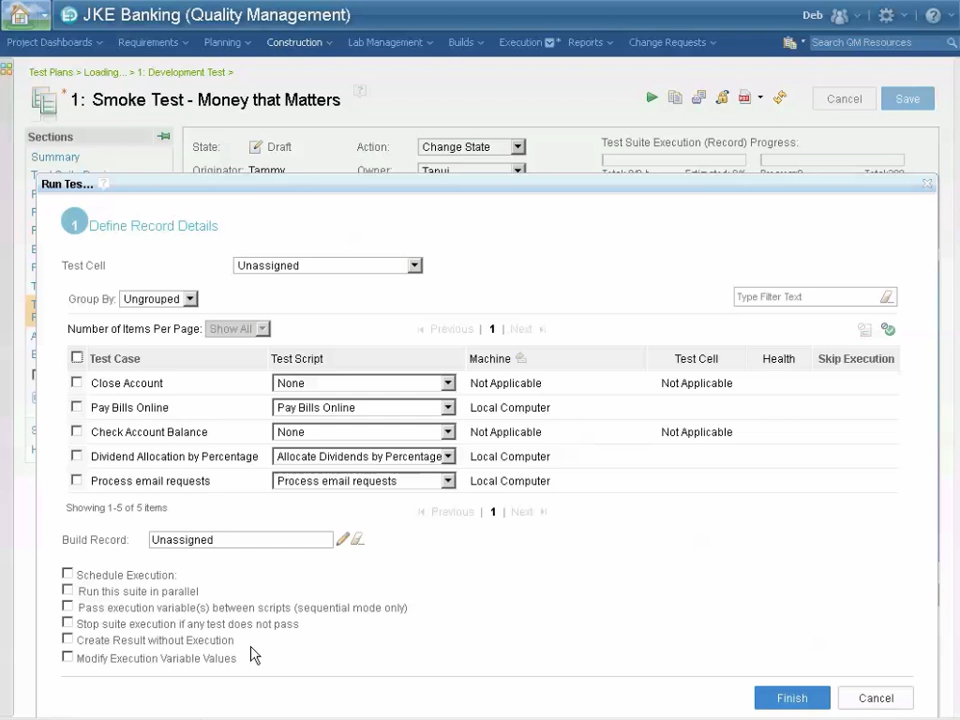 JKE Banking (Quality Management)
Deb
Project Dashboards
Requirements
Planning
Construction
Lab Management
Builds
Execution
Reports
Change Requests
Search QM Resources
Test Plans > Loading... > 1: Development Test >
* 1: Smoke Test - Money that Matters
Cancel
Save
Sections
Summary
State: Draft
Action: Change State
Test Suite Execution (Record) Progress:
Originator: Tammy
Owner: Tanuj
Run Tes...
1 Define Record Details
Test Cell Unassigned
Group By: Ungrouped
Type Filter Text
Number of Items Per Page: Show All
Previous | 1 | Next
Test Case Test Script Machine Test Cell Health Skip Execution
Close Account None Not Applicable Not Applicable
Pay Bills Online Pay Bills Online Local Computer
Check Account Balance None Not Applicable Not Applicable
Dividend Allocation by Percentage Allocate Dividends by Percentage Local Computer
Process email requests Process email requests Local Computer
Showing 1-5 of 5 items
Previous | 1 | Next
Build Record: Unassigned
Schedule Execution:
Run this suite in parallel
Pass execution variable(s) between scripts (sequential mode only)
Stop suite execution if any test does not pass
Create Result without Execution
Modify Execution Variable Values
Finish
Cancel